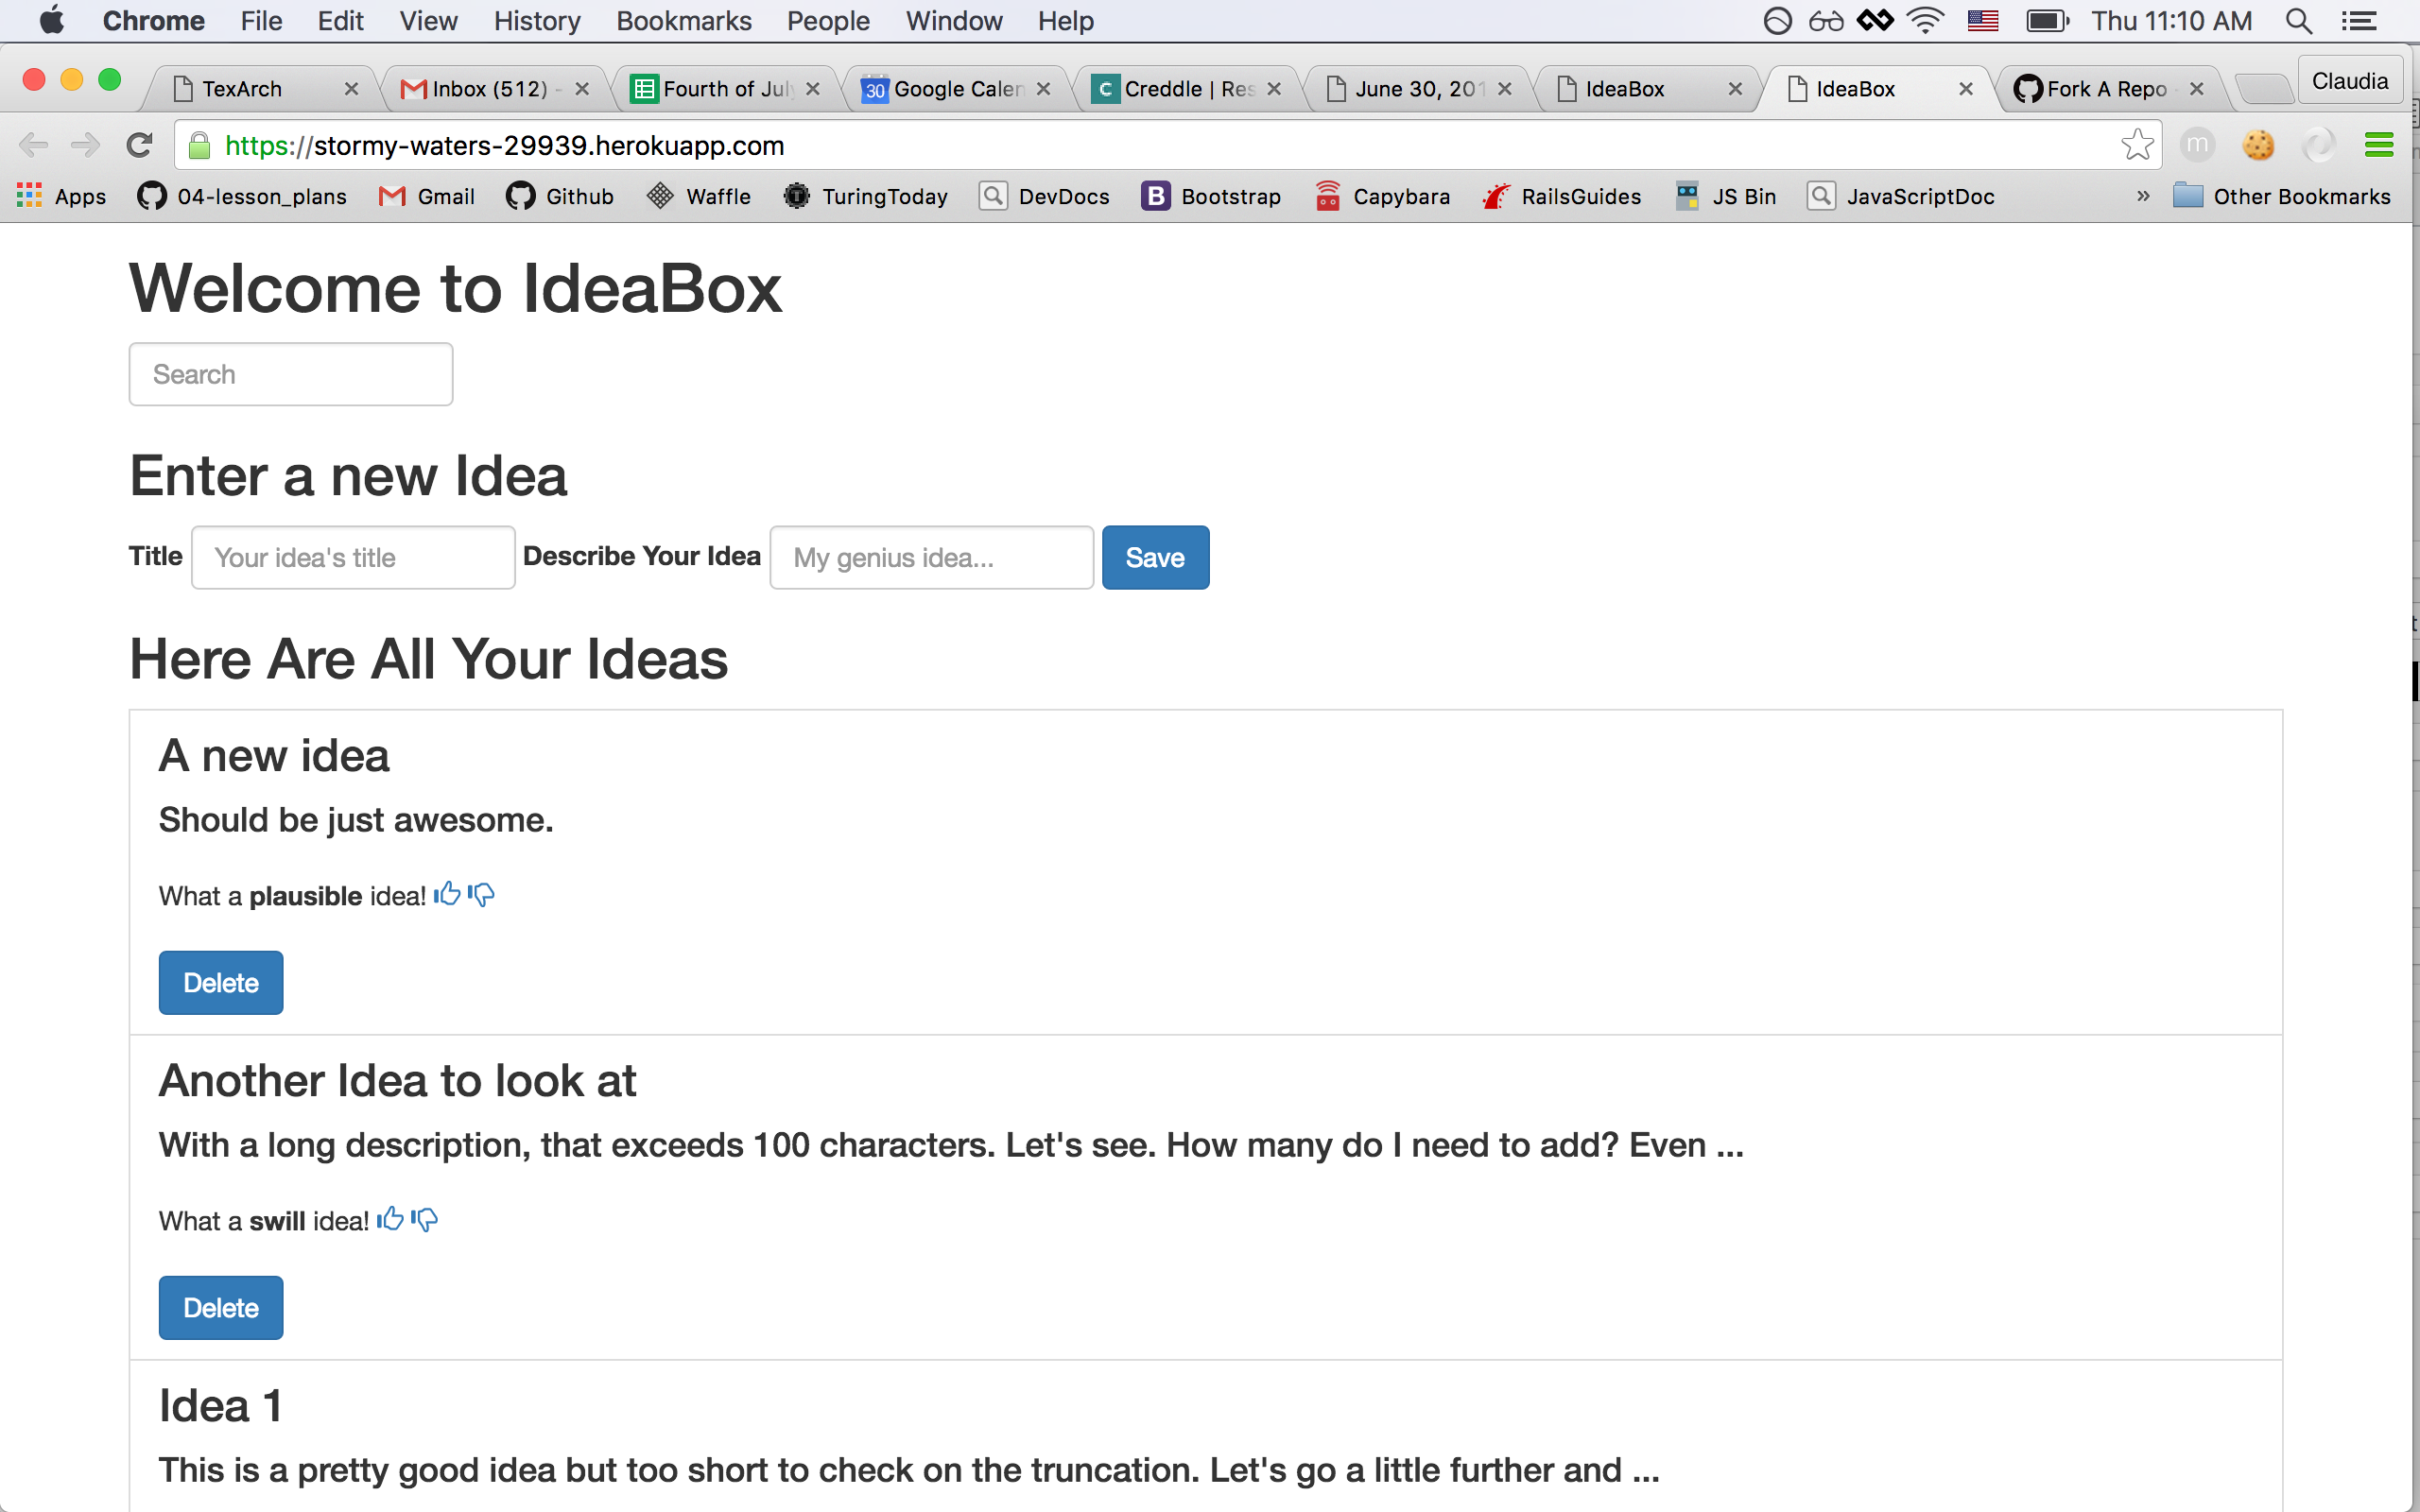 Chrome File Edit View History Bookmarks People Window Help Thu 11:10 AM
TexArch Inbox (512) - Fourth of July Google Calen C Creddle | Res June 30, 201 IdeaBox IdeaBox Fork A Repo Claudia
https://stormy-waters-29939.herokuapp.com m
Apps 04-lesson_plans Gmail Github Waffle TuringToday DevDocs B Bootstrap Capybara RailsGuides JS Bin JavaScriptDoc » Other Bookmarks
Welcome to IdeaBox
Search
Enter a new Idea
Title Your idea's title Describe Your Idea My genius idea... Save
Here Are All Your Ideas
A new idea
Should be just awesome.
What a plausible idea!
Delete
Another Idea to look at
With a long description, that exceeds 100 characters. Let's see. How many do I need to add? Even ...
What a swill idea!
Delete
Idea 1
This is a pretty good idea but too short to check on the truncation. Let's go a little further and ...